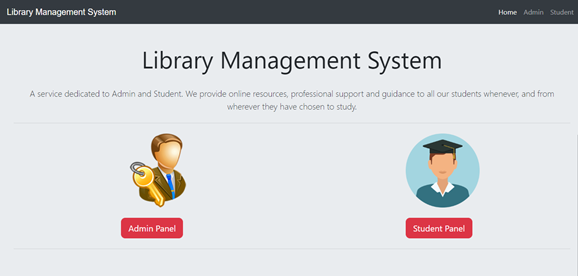 Library Management System
Home Admin Student
Library Management System
A service dedicated to Admin and Student. We provide online resources, professional support and guidance to all our students whenever, and from
wherever they have chosen to study.
Admin Panel
Student Panel